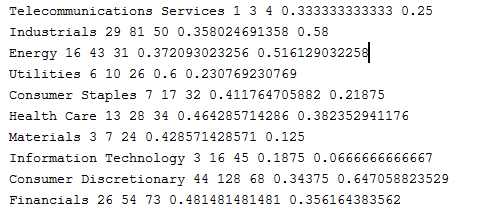 Telecommunications Services 1 3 4 0.333333333333 0.25
Industrials 29 81 50 0.358024691358 0.58
Energy 16 43 31 0.372093023256 0.516129032258
Utilities 6 10 26 0.6 0.230769230769
Consumer Staples 7 17 32 0.411764705882 0.21875
Health Care 13 28 34 0.464285714286 0.382352941176
Materials 3 7 24 0.428571428571 0.125
Information Technology 3 16 45 0.1875 0.0666666666667
Consumer Discretionary 44 128 68 0.34375 0.647058823529
Financials 26 54 73 0.481481481481 0.356164383562